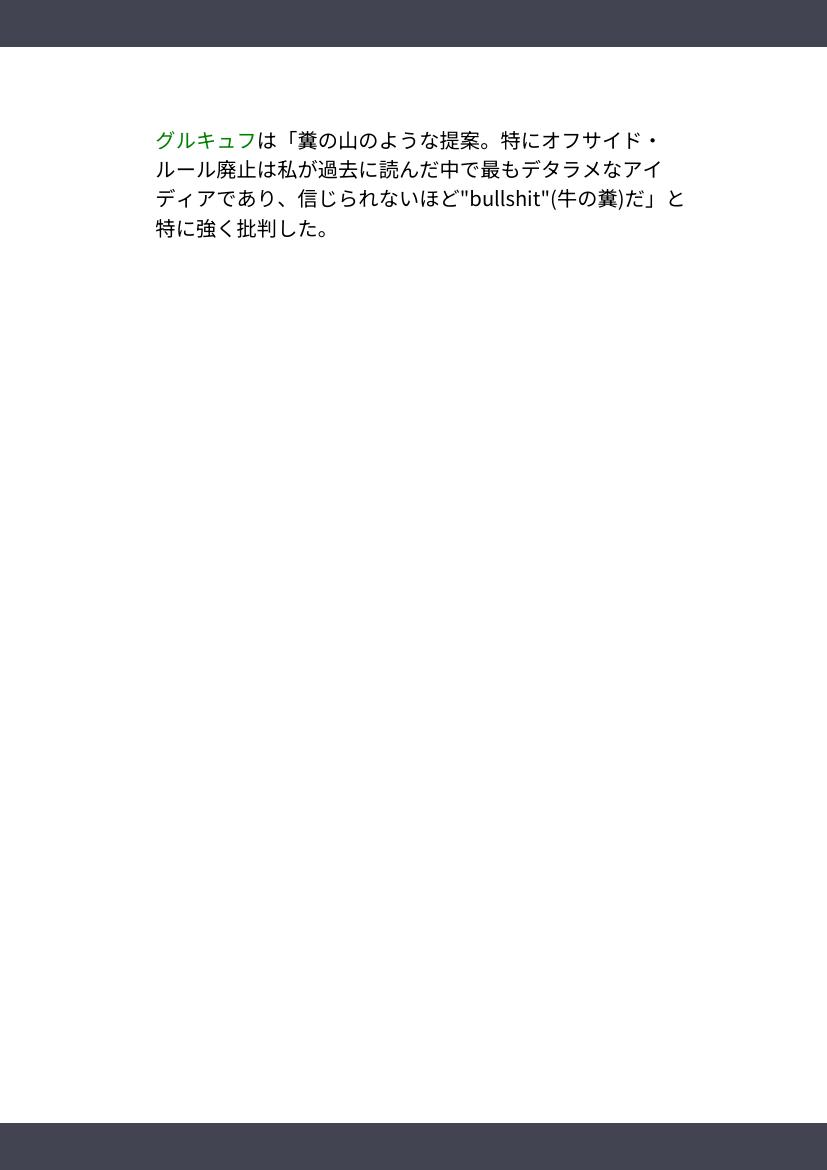 グルキュフは「糞の山のような提案。特にオフサイド・
ルール廃止は私が過去に読んだ中で最もデタラメなアイ
ディアであり、信じられないほど"bullshit"(牛の糞)だ」と
特に強く批判した。